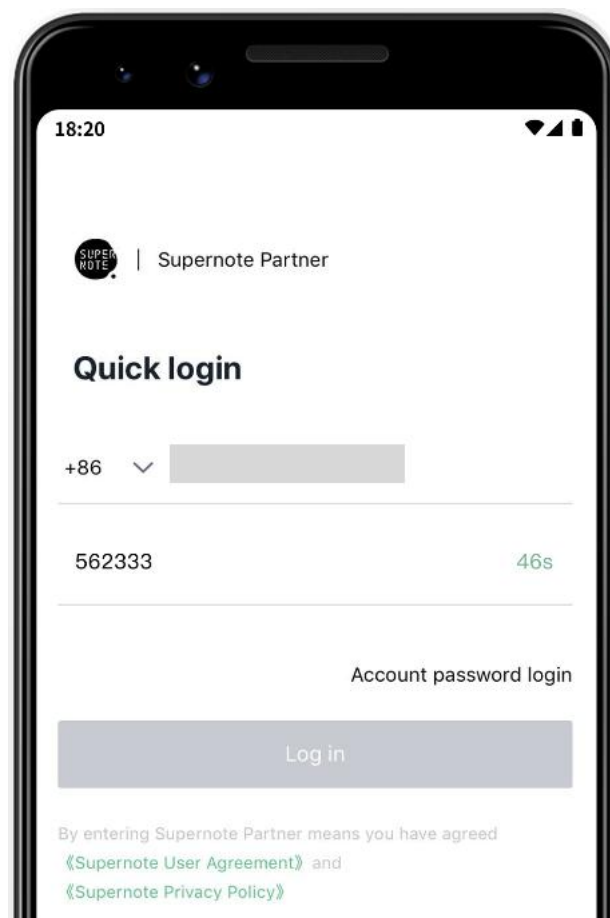 18:20
SUPER
NOTE
| Supernote Partner
Quick login
+86
562333 46s
Account password login
Log in
By entering Supernote Partner means you have agreed
《Supernote User Agreement》 and
《Supernote Privacy Policy》